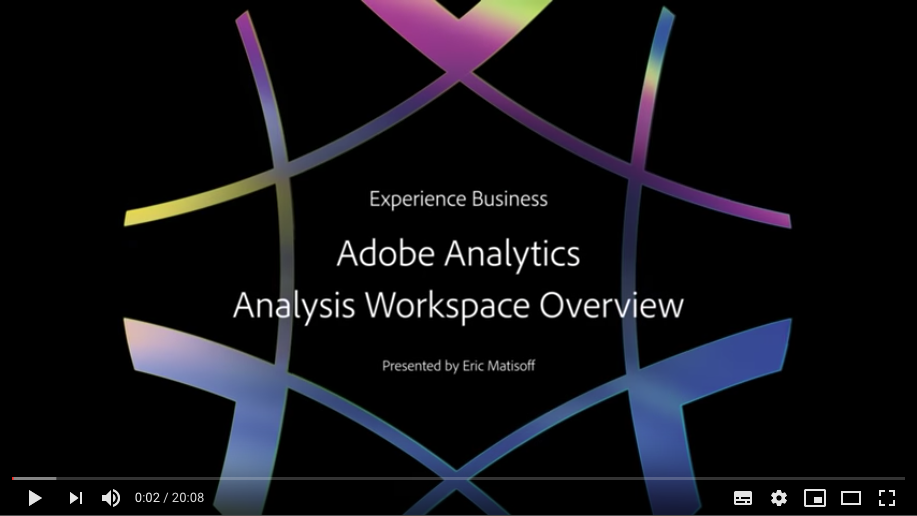 Experience Business
Adobe Analytics
Analysis Workspace Overview
Presented by Eric Matisoff
0:02 / 20:08